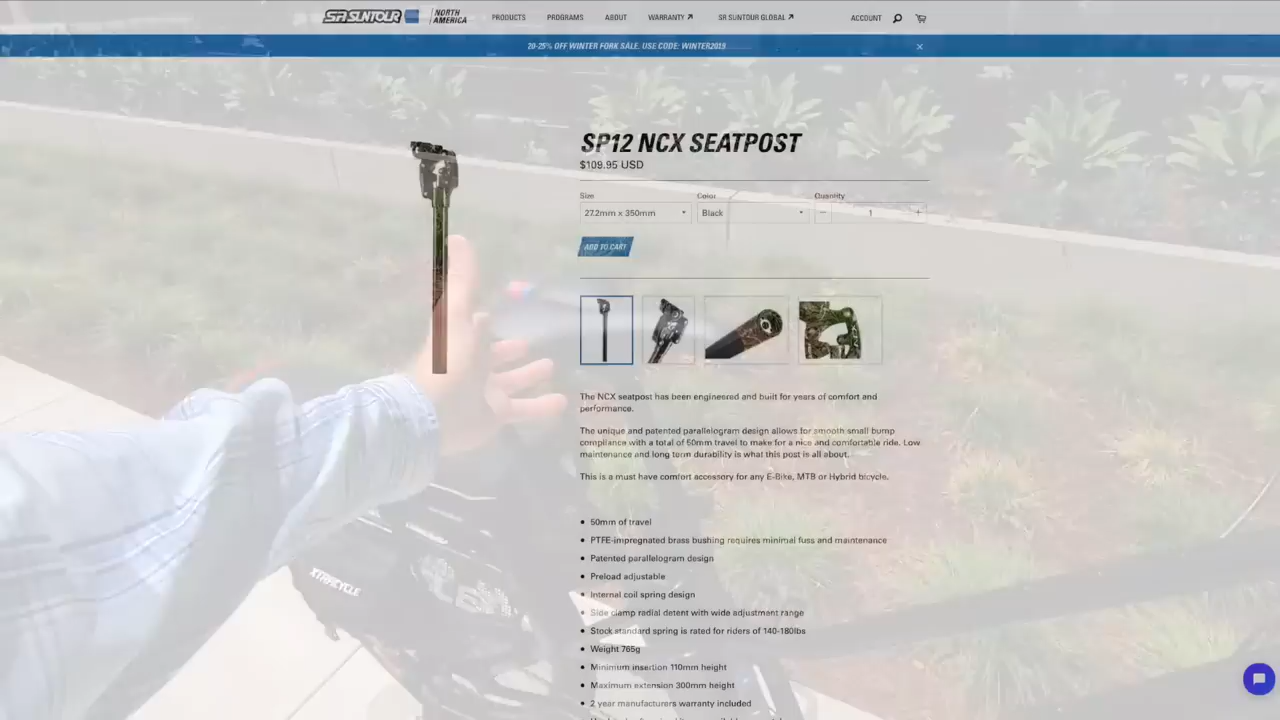 SR SUNTOUR
NORTH
AMERICA
PRODUCTS
PROGRAMS
ABOUT
WARRANTY
SR SUNTOUR GLOBAL
ACCOUNT
20-25% OFF WINTER FORK SALE. USE CODE: WINTER2019
SP12 NCX SEATPOST
$109.95 USD
Size
Color
Quantity
27.2mm x 350mm
Black
1
ADD TO CART
The NCX seatpost has been engineered and built for years of comfort and
performance.
The unique and patented parallelogram design allows for smooth small bump
compliance with a total of 50mm travel to make for a nice and comfortable ride. Low
maintenance and long term durability is what this post is all about.
This is a must have comfort accessory for any E-Bike, MTB or Hybrid bicycle.
50mm of travel
PTFE-impregnated brass bushing requires minimal fuss and maintenance
Patented parallelogram design
Preload adjustable
Internal coil spring design
Side clamp radial detent with wide adjustment range
Stock standard spring is rated for riders of 140-180lbs
Weight 765g
Minimum insertion 110mm height
Maximum extension 300mm height
2 year manufacturers warranty included
XTRACYCLE